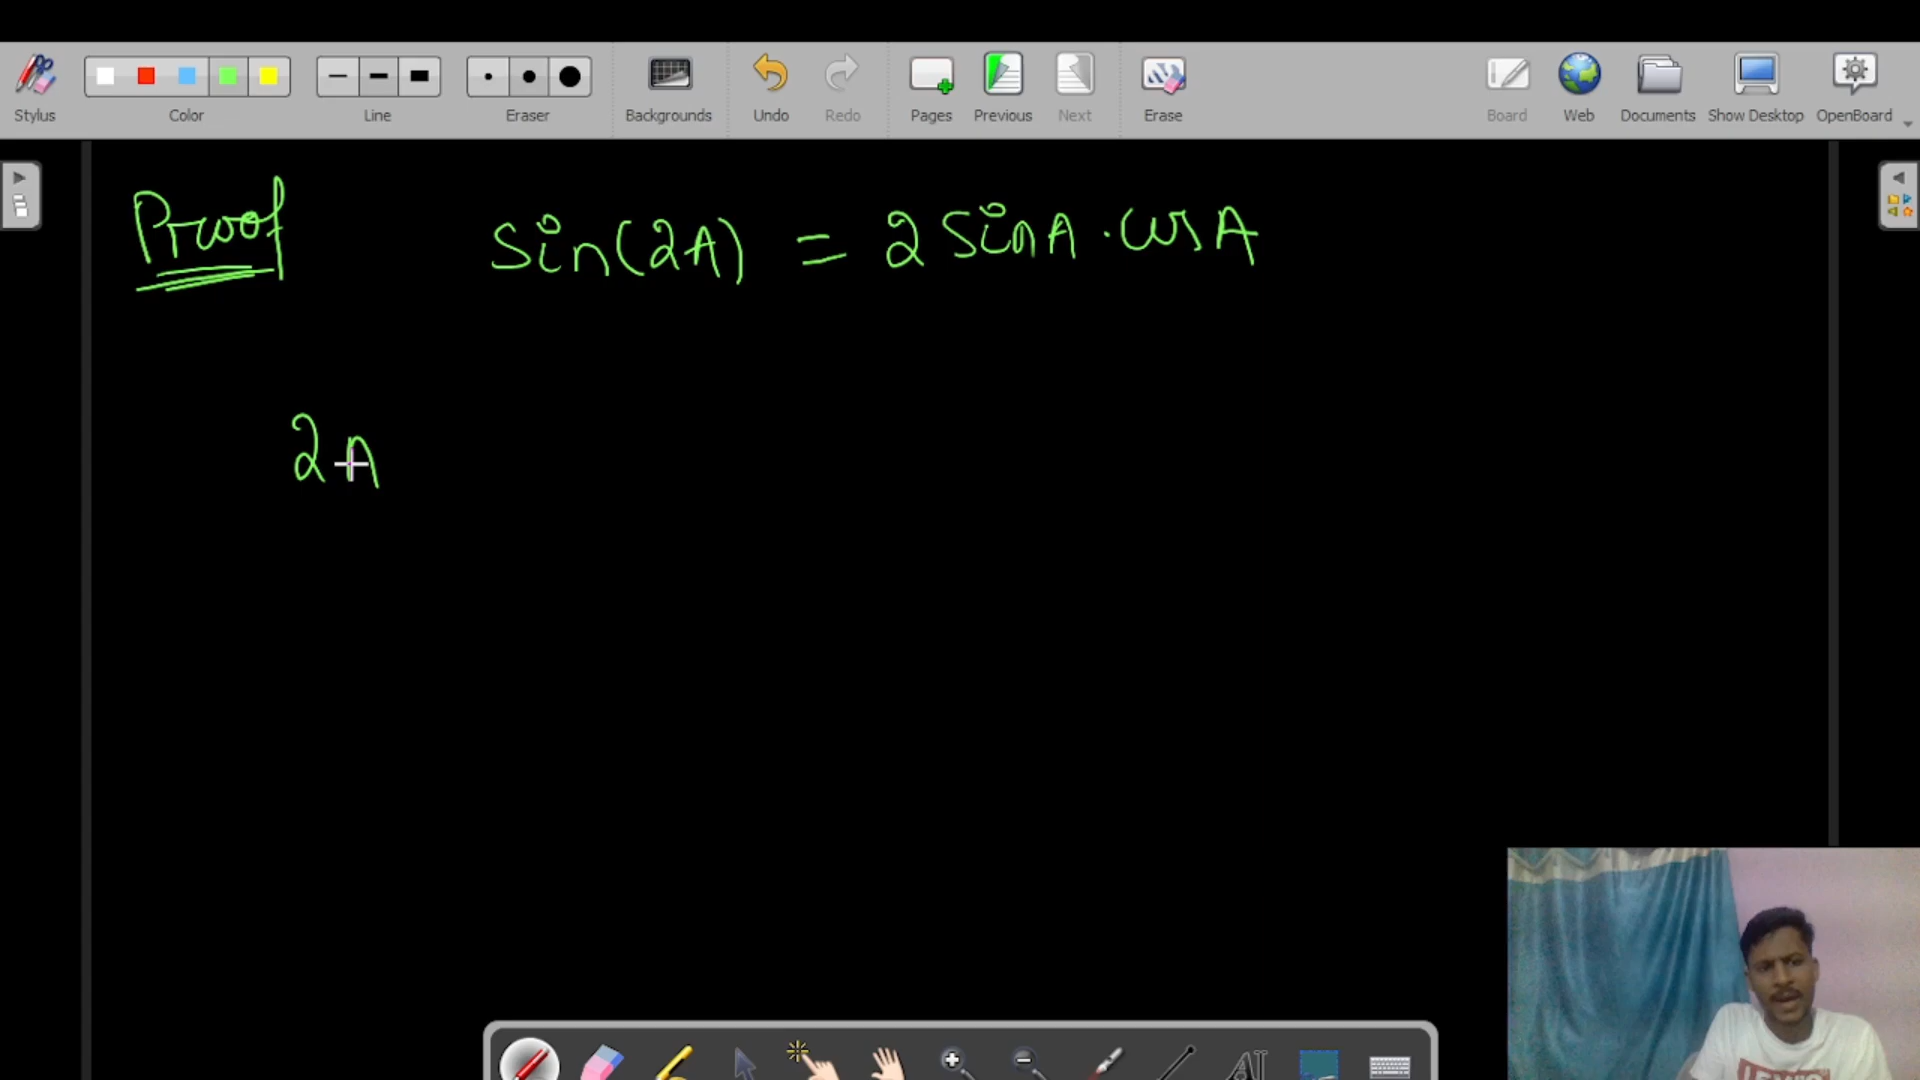 Stylus Color Line Eraser Backgrounds Undo Redo Pages Previous Next Erase Board Web Documents Show Desktop OpenBoard
Proof sin(2A) = 2 sinA · cos A
2A